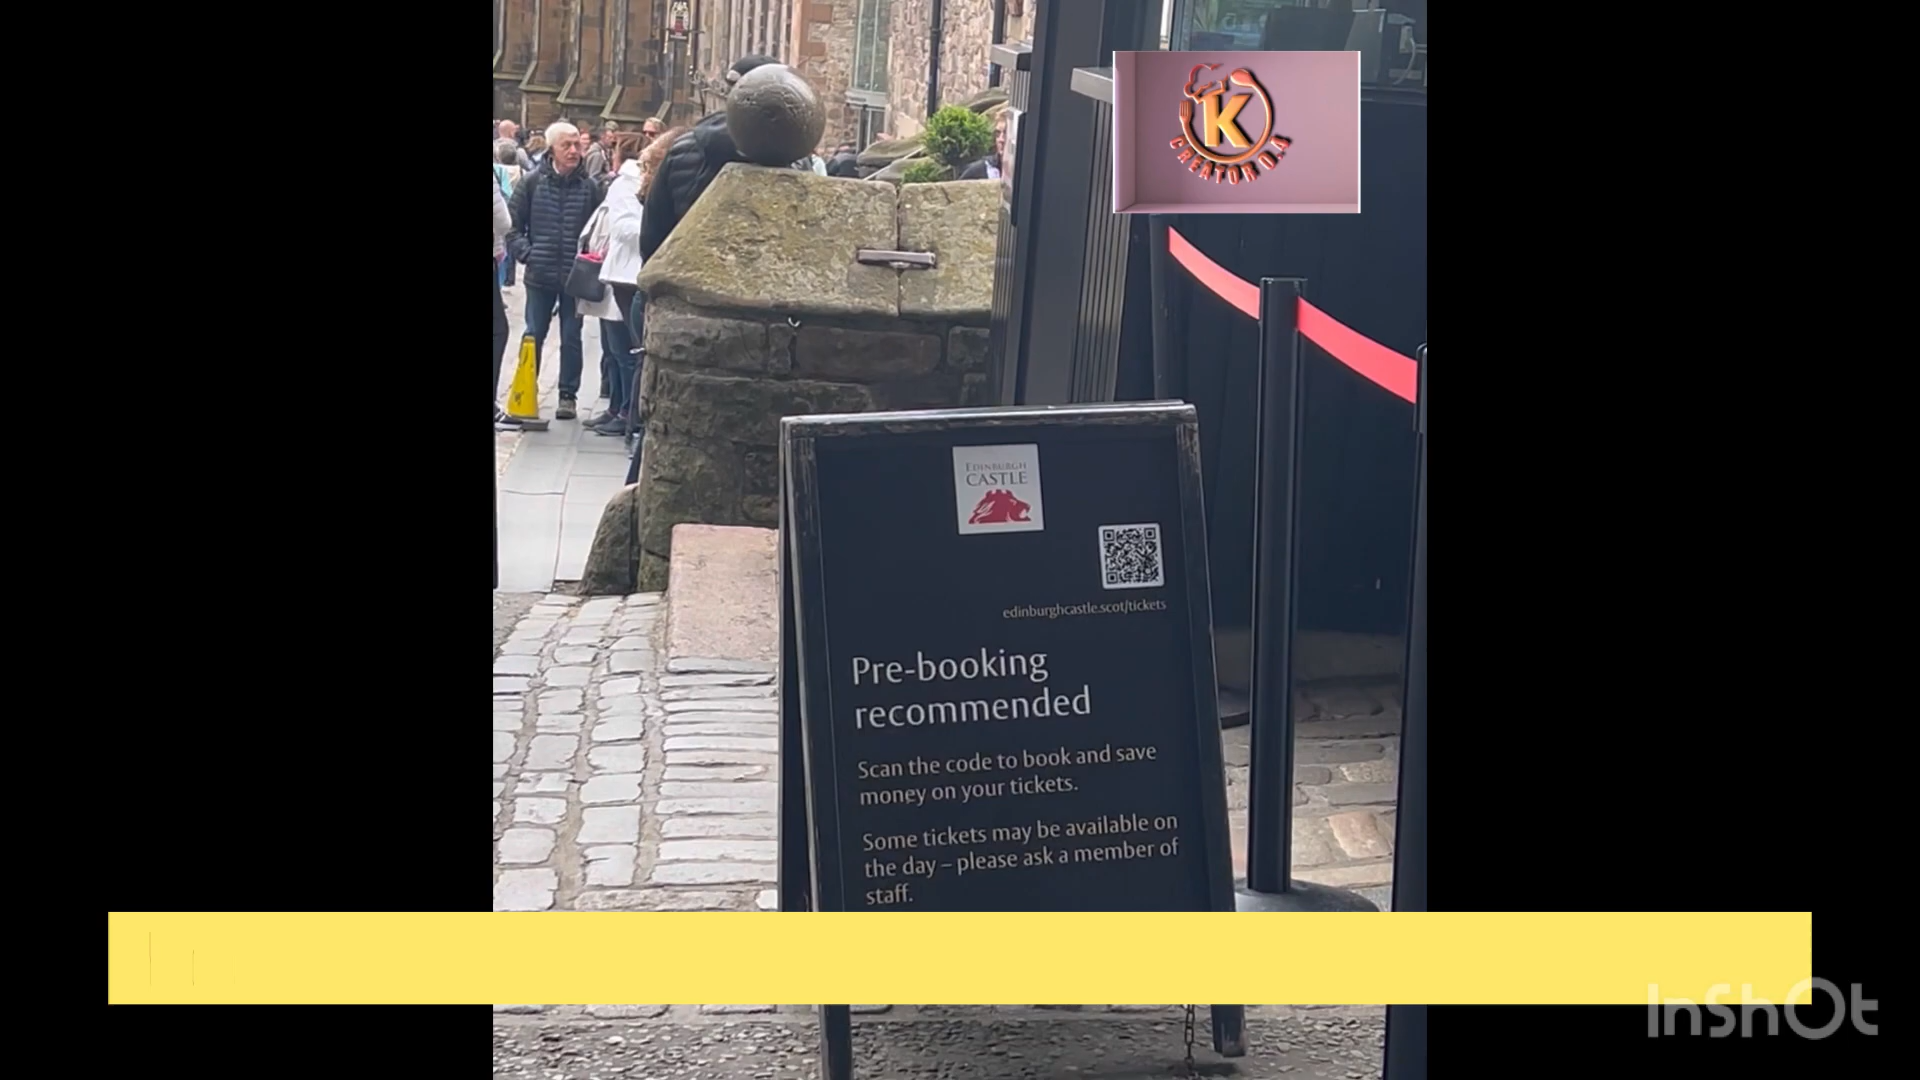 K
CREATOR O.A
EDINBURGH
CASTLE
edinburghcastle.scot/tickets
Pre-booking
recommended
Scan the code to book and save
money on your tickets.
Some tickets may be available on
the day – please ask a member of
staff.
InShOt